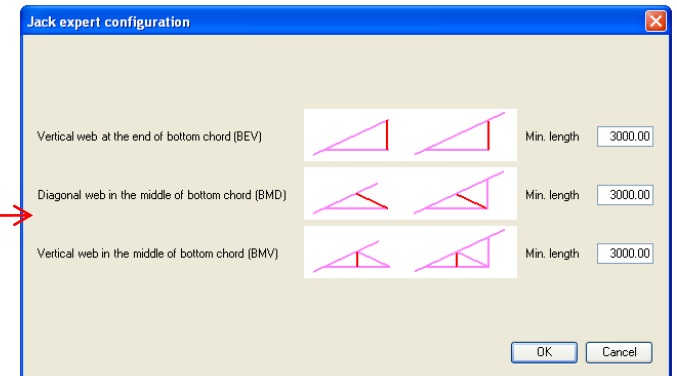 Jack expert configuration
Vertical web at the end of bottom chord (BEV) Min. length 3000.00
Diagonal web in the middle of bottom chord (BMD) Min. length 3000.00
Vertical web in the middle of bottom chord (BMV) Min. length 3000.00
OK Cancel